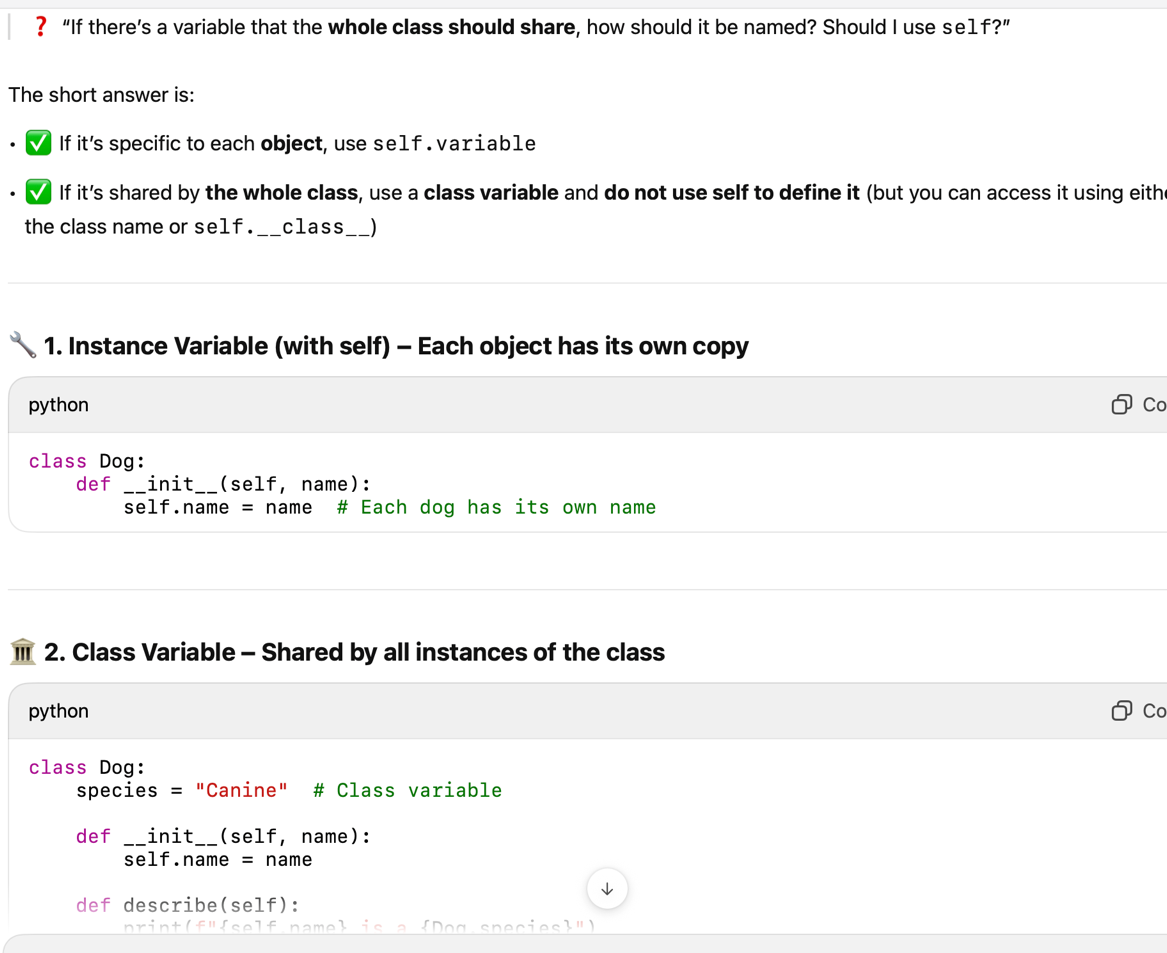 ❓ “If there’s a variable that the whole class should share, how should it be named? Should I use self?”
The short answer is:
• ✅ If it’s specific to each object, use self.variable
• ✅ If it’s shared by the whole class, use a class variable and do not use self to define it (but you can access it using
the class name or self.__class__)
🔧 1. Instance Variable (with self) – Each object has its own copy
python
class Dog:
    def __init__(self, name):
        self.name = name  # Each dog has its own name
🏛 2. Class Variable – Shared by all instances of the class
python
class Dog:
    species = "Canine"  # Class variable
    def __init__(self, name):
        self.name = name
    def describe(self):
        print(f"{self.name} is a {Dog.species}")